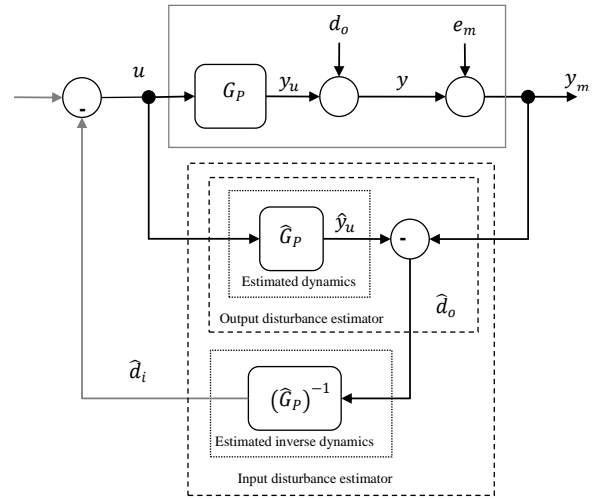 d_o
e_m
u
G_P
y_u
y
y_m
-
Ĝ_P
ŷ_u
-
Estimated dynamics
Output disturbance estimator
d̂_o
d̂_i
(Ĝ_P)^{-1}
Estimated inverse dynamics
Input disturbance estimator